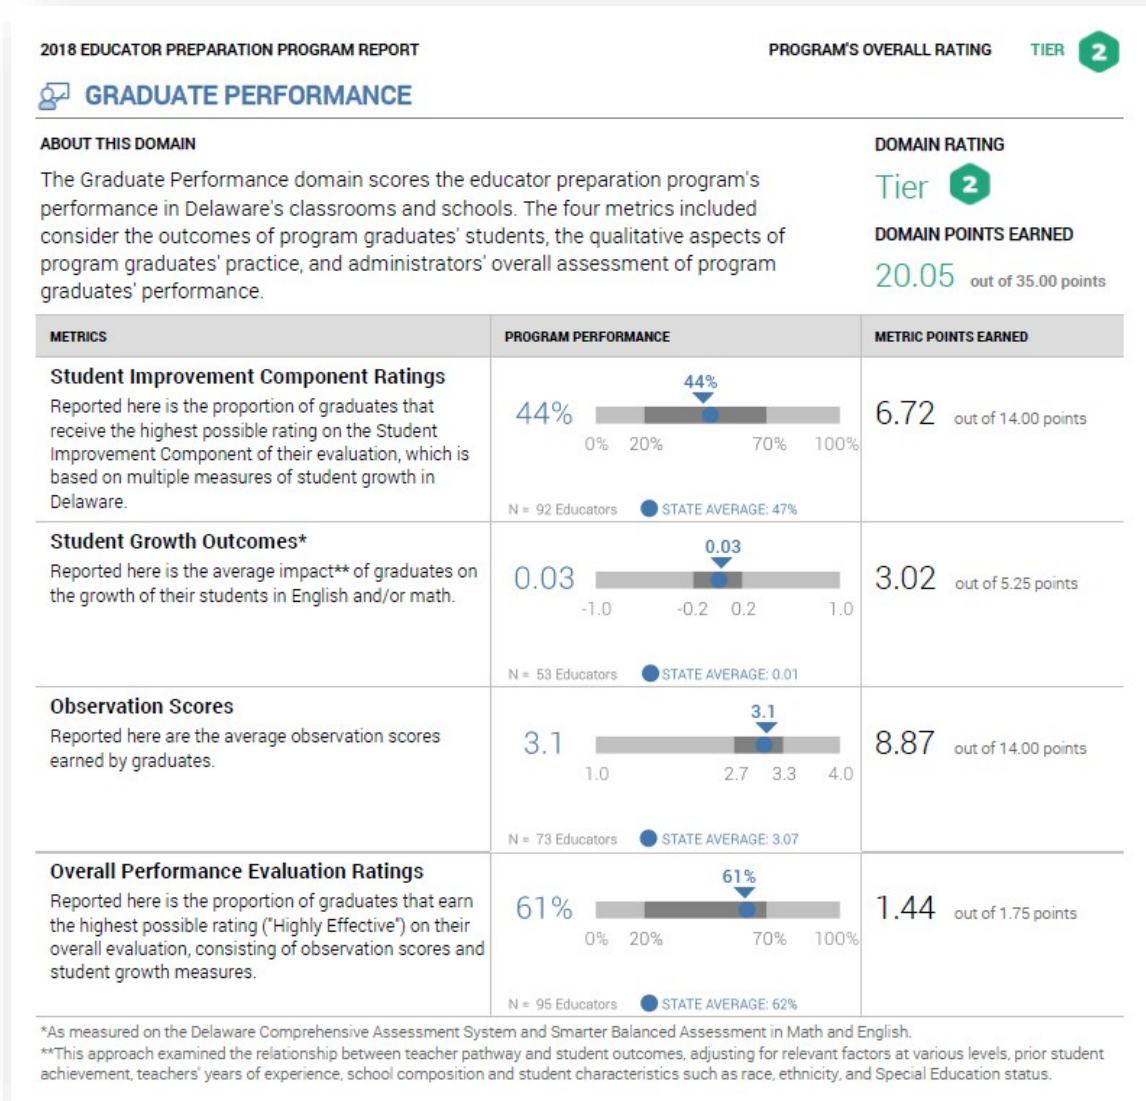 2018 EDUCATOR PREPARATION PROGRAM REPORT
PROGRAM'S OVERALL RATING TIER 2
GRADUATE PERFORMANCE
ABOUT THIS DOMAIN
The Graduate Performance domain scores the educator preparation program's
performance in Delaware's classrooms and schools. The four metrics included
consider the outcomes of program graduates' students, the qualitative aspects of
program graduates' practice, and administrators' overall assessment of program
graduates' performance.
DOMAIN RATING
Tier 2
DOMAIN POINTS EARNED
20.05 out of 35.00 points
METRICS PROGRAM PERFORMANCE METRIC POINTS EARNED
Student Improvement Component Ratings
Reported here is the proportion of graduates that
receive the highest possible rating on the Student
Improvement Component of their evaluation, which is
based on multiple measures of student growth in
Delaware.
44%
44%
0% 20% 70% 100%
N = 92 Educators STATE AVERAGE: 47%
6.72 out of 14.00 points
Student Growth Outcomes*
Reported here is the average impact** of graduates on
the growth of their students in English and/or math.
0.03
0.03
-1.0 -0.2 0.2 1.0
N = 53 Educators STATE AVERAGE: 0.01
3.02 out of 5.25 points
Observation Scores
Reported here are the average observation scores
earned by graduates.
3.1
3.1
1.0 2.7 3.3 4.0
N = 73 Educators STATE AVERAGE: 3.07
8.87 out of 14.00 points
Overall Performance Evaluation Ratings
Reported here is the proportion of graduates that earn
the highest possible rating ("Highly Effective") on their
overall evaluation, consisting of observation scores and
student growth measures.
61%
61%
0% 20% 70% 100%
N = 95 Educators STATE AVERAGE: 62%
1.44 out of 1.75 points
*As measured on the Delaware Comprehensive Assessment System and Smarter Balanced Assessment in Math and English.
**This approach examined the relationship between teacher pathway and student outcomes, adjusting for relevant factors at various levels, prior student
achievement, teachers' years of experience, school composition and student characteristics such as race, ethnicity, and Special Education status.